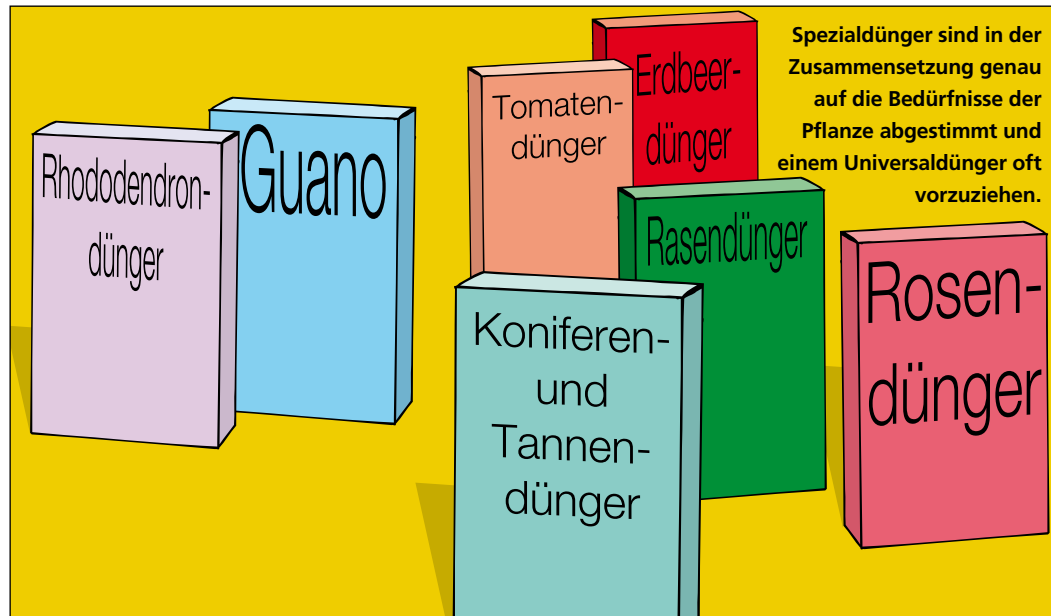 Spezialdünger sind in der
Zusammensetzung genau
auf die Bedürfnisse der
Pflanze abgestimmt und
einem Universaldünger oft
vorzuziehen.
Rhododendron-
dünger
Guano
Tomaten-
dünger
Erdbeer-
dünger
Rasendünger
Koniferen-
und
Tannen-
dünger
Rosen-
dünger